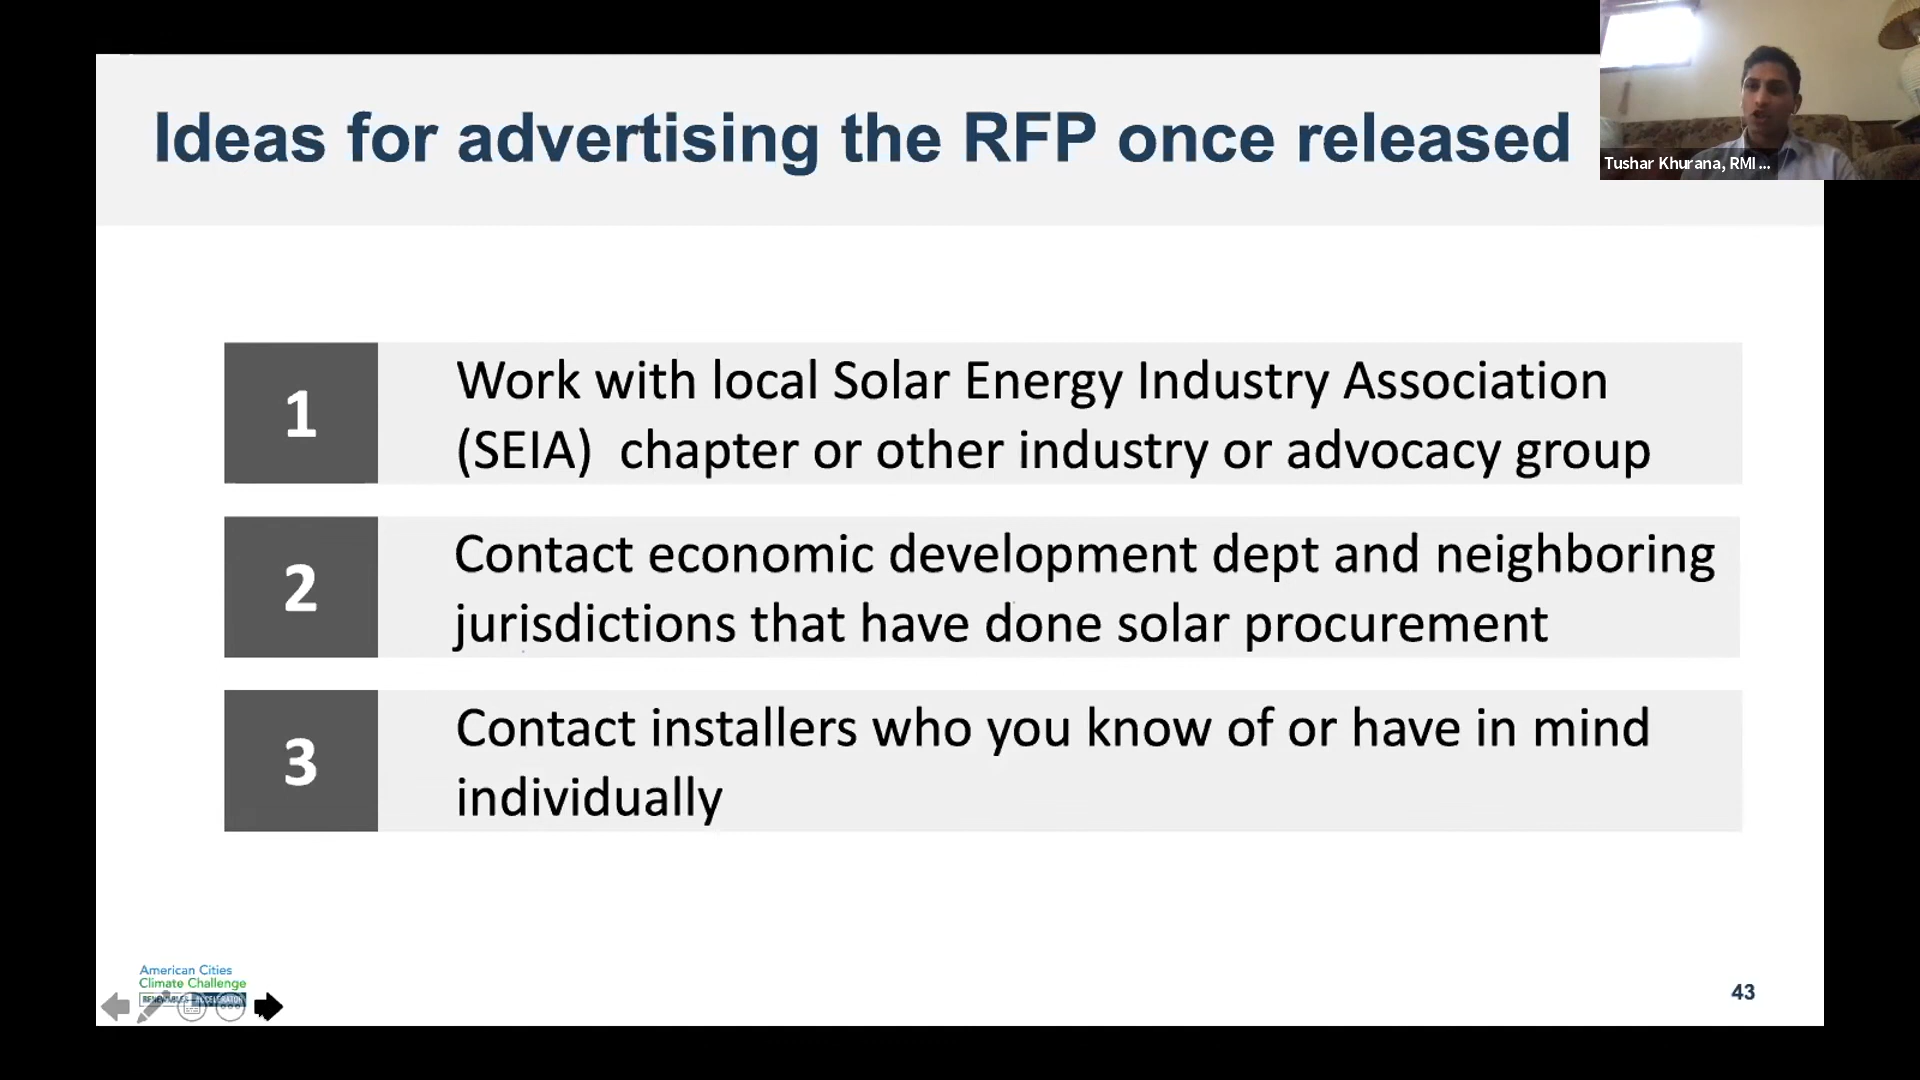 Ideas for advertising the RFP once released
Tushar Khurana, RMI ...
1
Work with local Solar Energy Industry Association
(SEIA) chapter or other industry or advocacy group
2
Contact economic development dept and neighboring
jurisdictions that have done solar procurement
3
Contact installers who you know of or have in mind
individually
American Cities
Climate Challenge
43